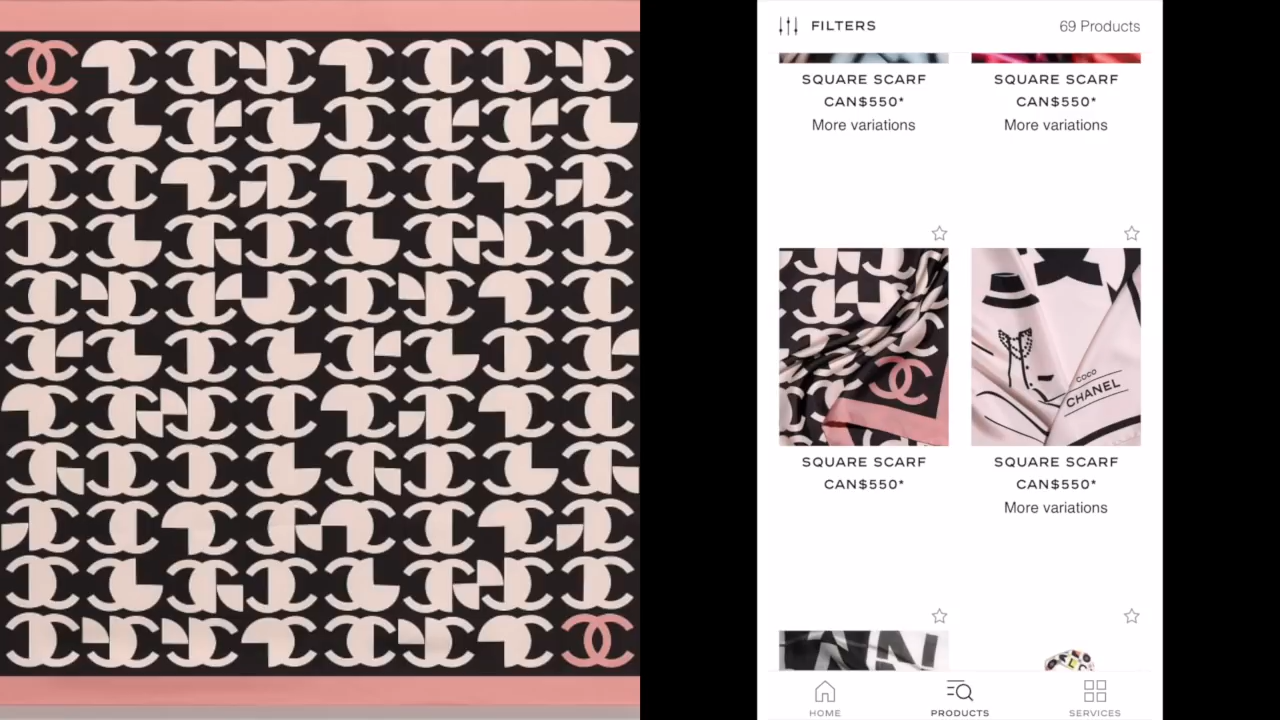 FILTERS
69 Products
SQUARE SCARF
CAN$550*
More variations
SQUARE SCARF
CAN$550*
More variations
COCO
CHANEL
SQUARE SCARF
CAN$550*
SQUARE SCARF
CAN$550*
More variations
HOME
PRODUCTS
SERVICES